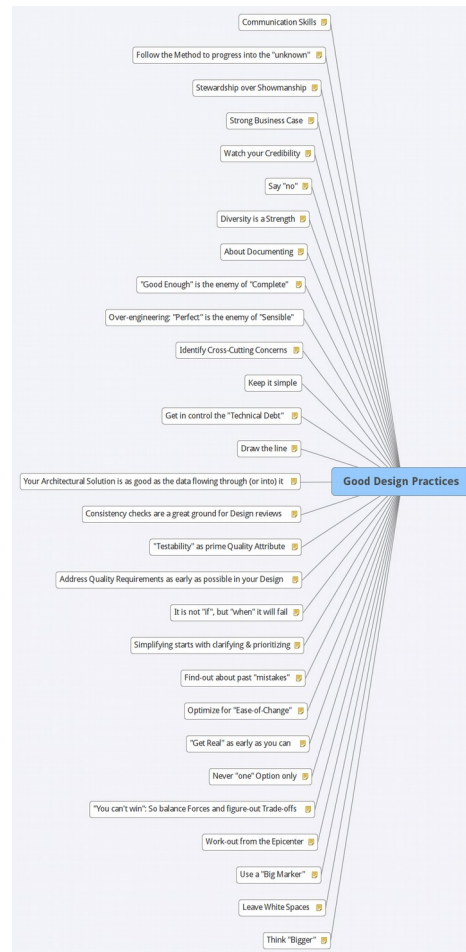 Communication Skills
Follow the Method to progress into the "unknown"
Stewardship over Showmanship
Strong Business Case
Watch your Credibility
Say "no"
Diversity is a Strength
About Documenting
"Good Enough" is the enemy of "Complete"
Over-engineering: "Perfect" is the enemy of "Sensible"
Identify Cross-Cutting Concerns
Keep it simple
Get in control the "Technical Debt"
Draw the line
Your Architectural Solution is as good as the data flowing through (or into) it
Good Design Practices
Consistency checks are a great ground for Design reviews
"Testability" as prime Quality Attribute
Address Quality Requirements as early as possible in your Design
It is not "if", but "when" it will fail
Simplifying starts with clarifying & prioritizing
Find-out about past "mistakes"
Optimize for "Ease-of-Change"
"Get Real" as early as you can
Never "one" Option only
"You can't win": So balance Forces and figure-out Trade-offs
Work-out from the Epicenter
Use a "Big Marker"
Leave White Spaces
Think "Bigger"